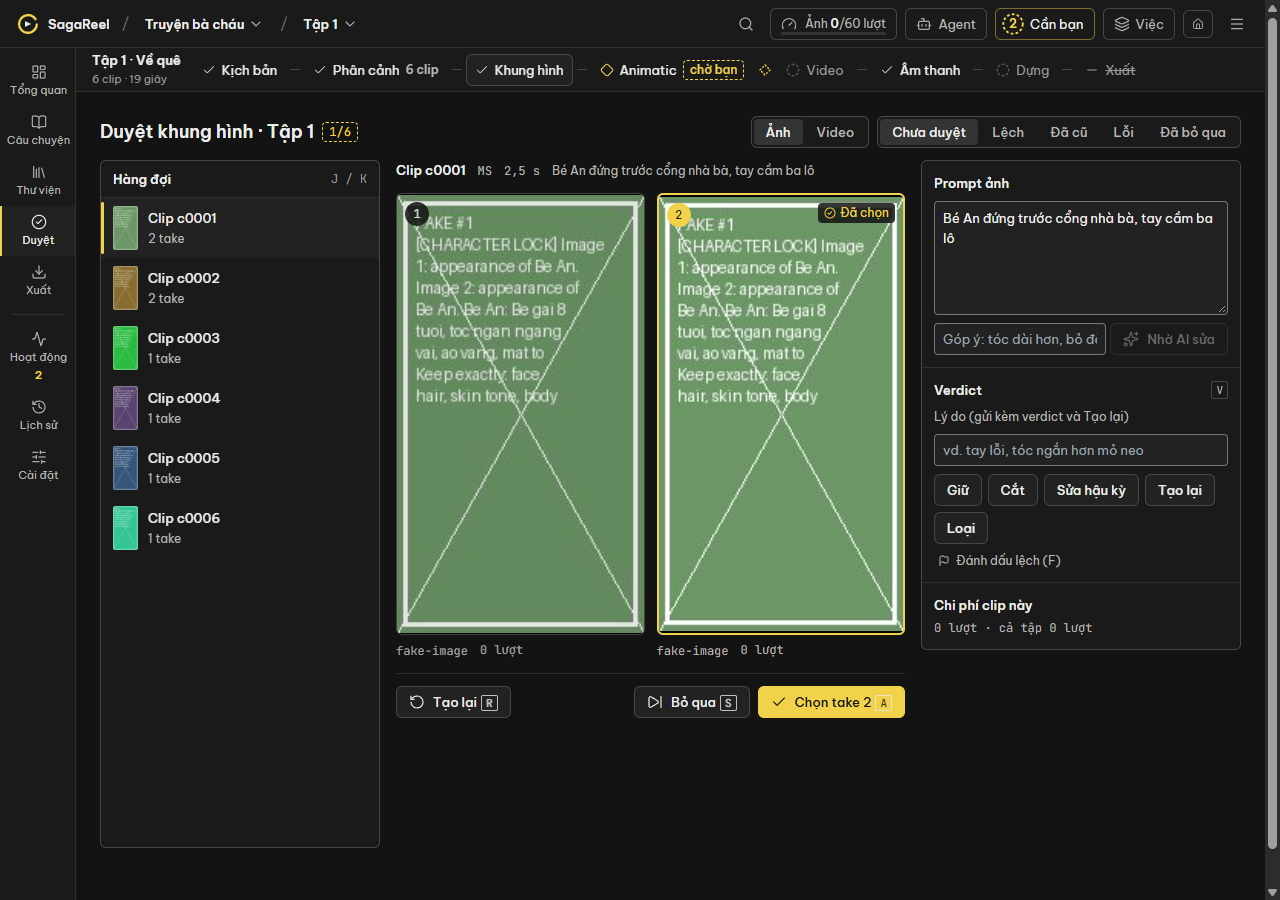 SagaReel / Truyện bà cháu / Tập 1
Ảnh 0/60 lượt
Agent
2 Cần bạn
Việc
Tập 1 · Về quê
6 clip · 19 giây
Kịch bản
Phân cảnh 6 clip
Khung hình
Animatic chờ bạn
Video
Âm thanh
Dựng
Xuất
Tổng quan
Câu chuyện
Thư viện
Duyệt
Xuất
Hoạt động
2
Lịch sử
Cài đặt
Duyệt khung hình · Tập 1 1/6
Ảnh Video
Chưa duyệt Lệch Đã cũ Lỗi Đã bỏ qua
Hàng đợi J / K
Clip c0001
2 take
Clip c0002
2 take
Clip c0003
1 take
Clip c0004
1 take
Clip c0005
1 take
Clip c0006
1 take
Clip c0001 MS 2,5 s Bé An đứng trước cổng nhà bà, tay cầm ba lô
1
AKE #1
[CHARACTER LOCK] Image
1: appearance of Be An.
Image 2: appearance of
Be An. Be An: Be gai 8
tuoi, toc ngan ngang
vai, ao vang, mat to
Keep exactly: face,
hair, skin tone, body
fake-image 0 lượt
2
Đã chọn
AKE #1
[CHARACTER LOCK] Image
1: appearance of Be An.
Image 2: appearance of
Be An. Be An: Be gai 8
tuoi, toc ngan ngang
vai, ao vang, mat to
Keep exactly: face,
hair, skin tone, body
fake-image 0 lượt
Tạo lại R
Bỏ qua S
Chọn take 2 A
Prompt ảnh
Bé An đứng trước cổng nhà bà, tay cầm ba
lô
Góp ý: tóc dài hơn, bỏ
Nhờ AI sửa
Verdict V
Lý do (gửi kèm verdict và Tạo lại)
vd. tay lỗi, tóc ngắn hơn mỏ neo
Giữ Cắt Sửa hậu kỳ Tạo lại
Loại
Đánh dấu lệch (F)
Chi phí clip này
0 lượt · cả tập 0 lượt